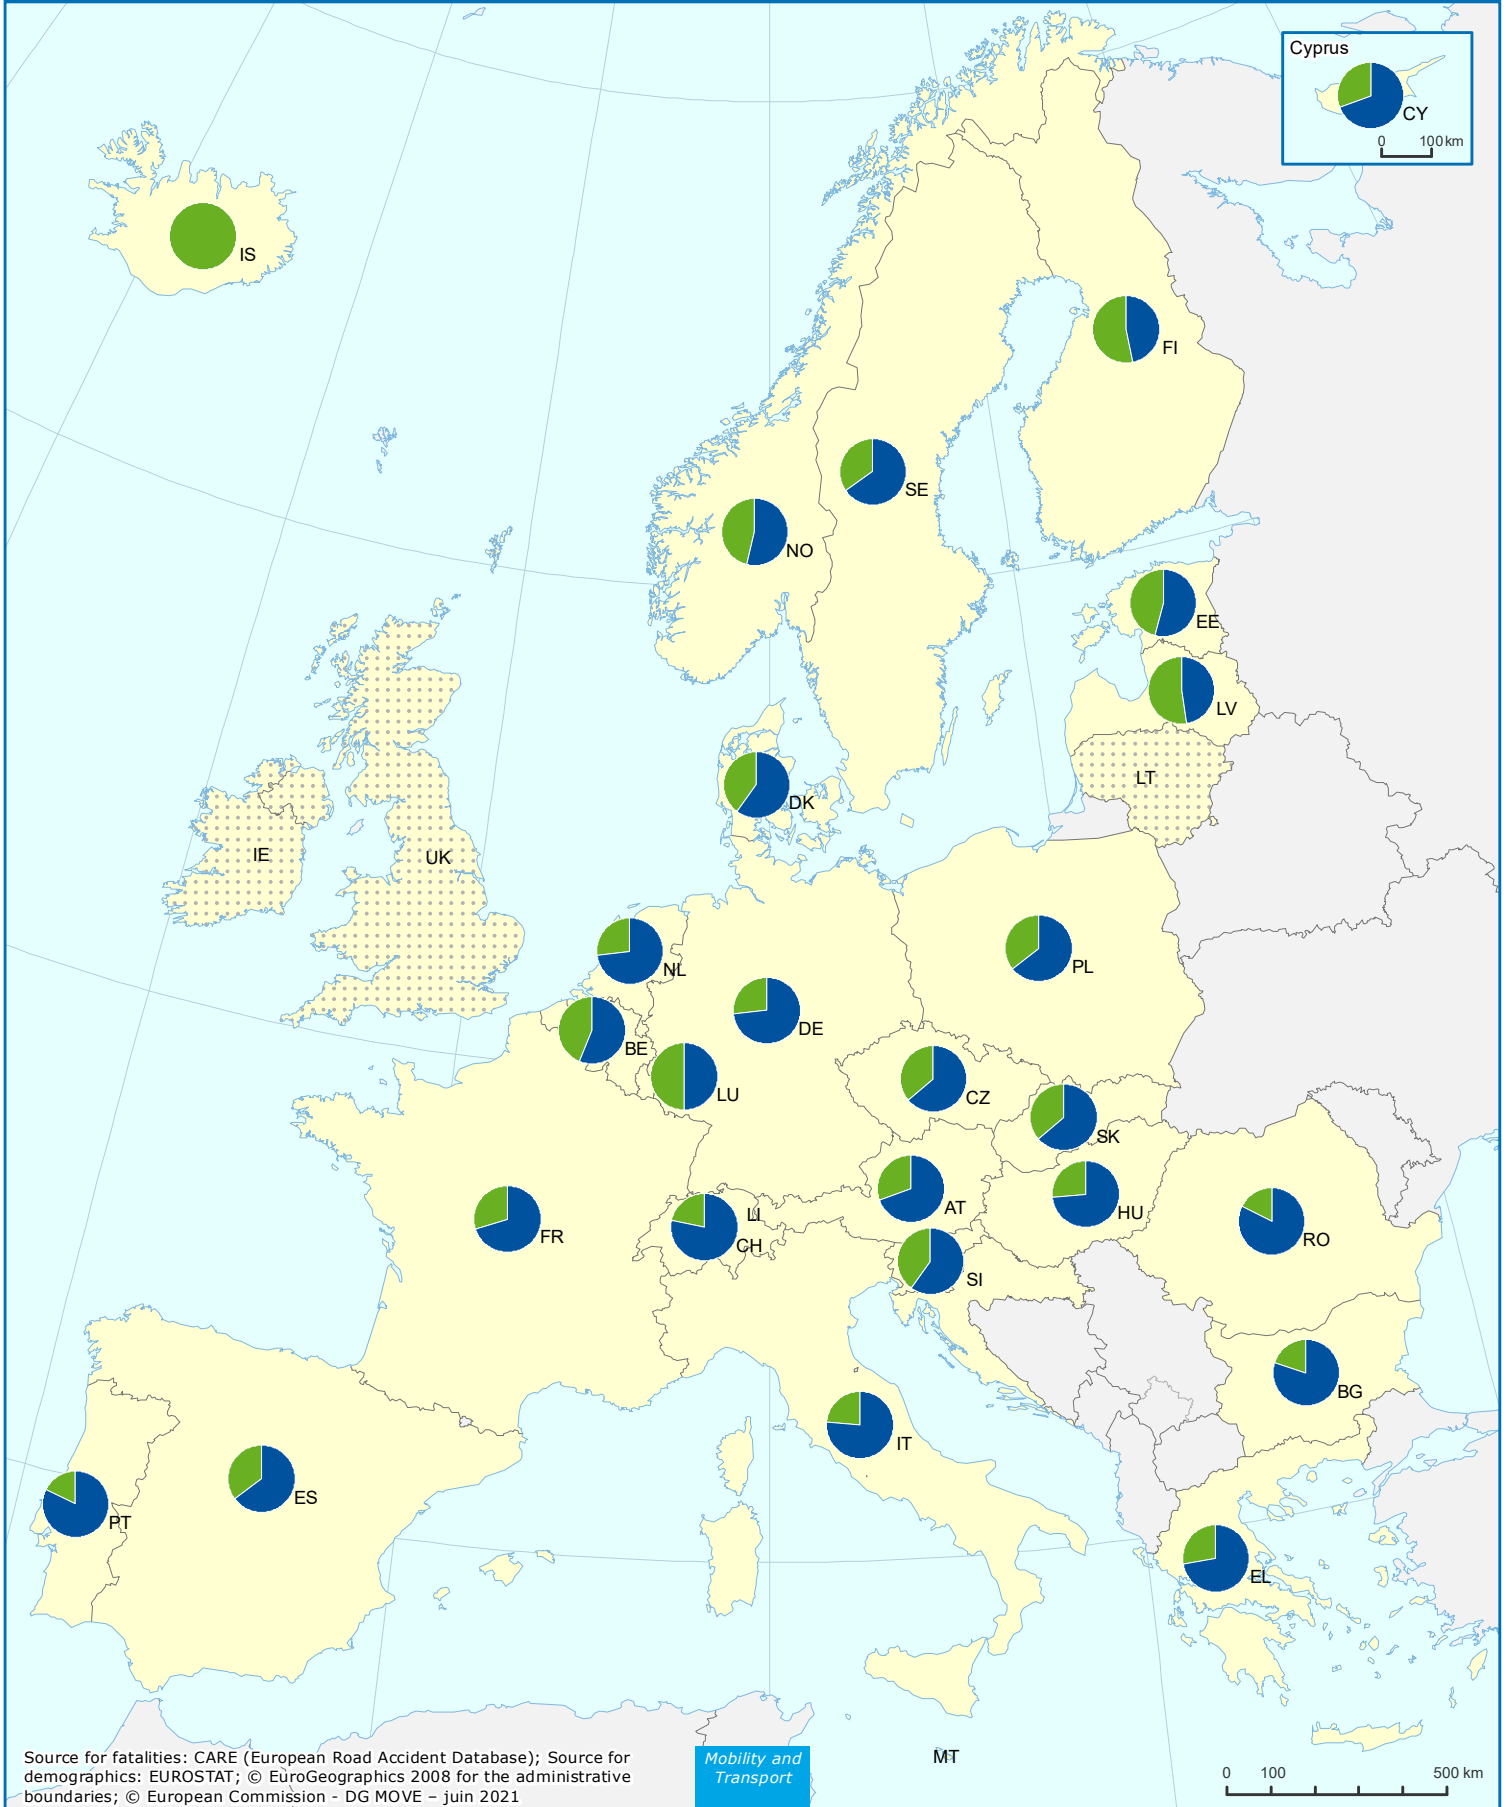 Cyprus
CY
0 100 km
IS
FI
SE
NO
EE
LV
LT
DK
IE
UK
NL
PL
DE
BE
LU
CZ
SK
AT
HU
LI
CH
FR
RO
SI
BG
IT
ES
PT
EL
MT
Source for fatalities: CARE (European Road Accident Database); Source for
demographics: EUROSTAT; © EuroGeographics 2008 for the administrative
boundaries; © European Commission - DG MOVE – juin 2021
Mobility and
Transport
0 100 500 km